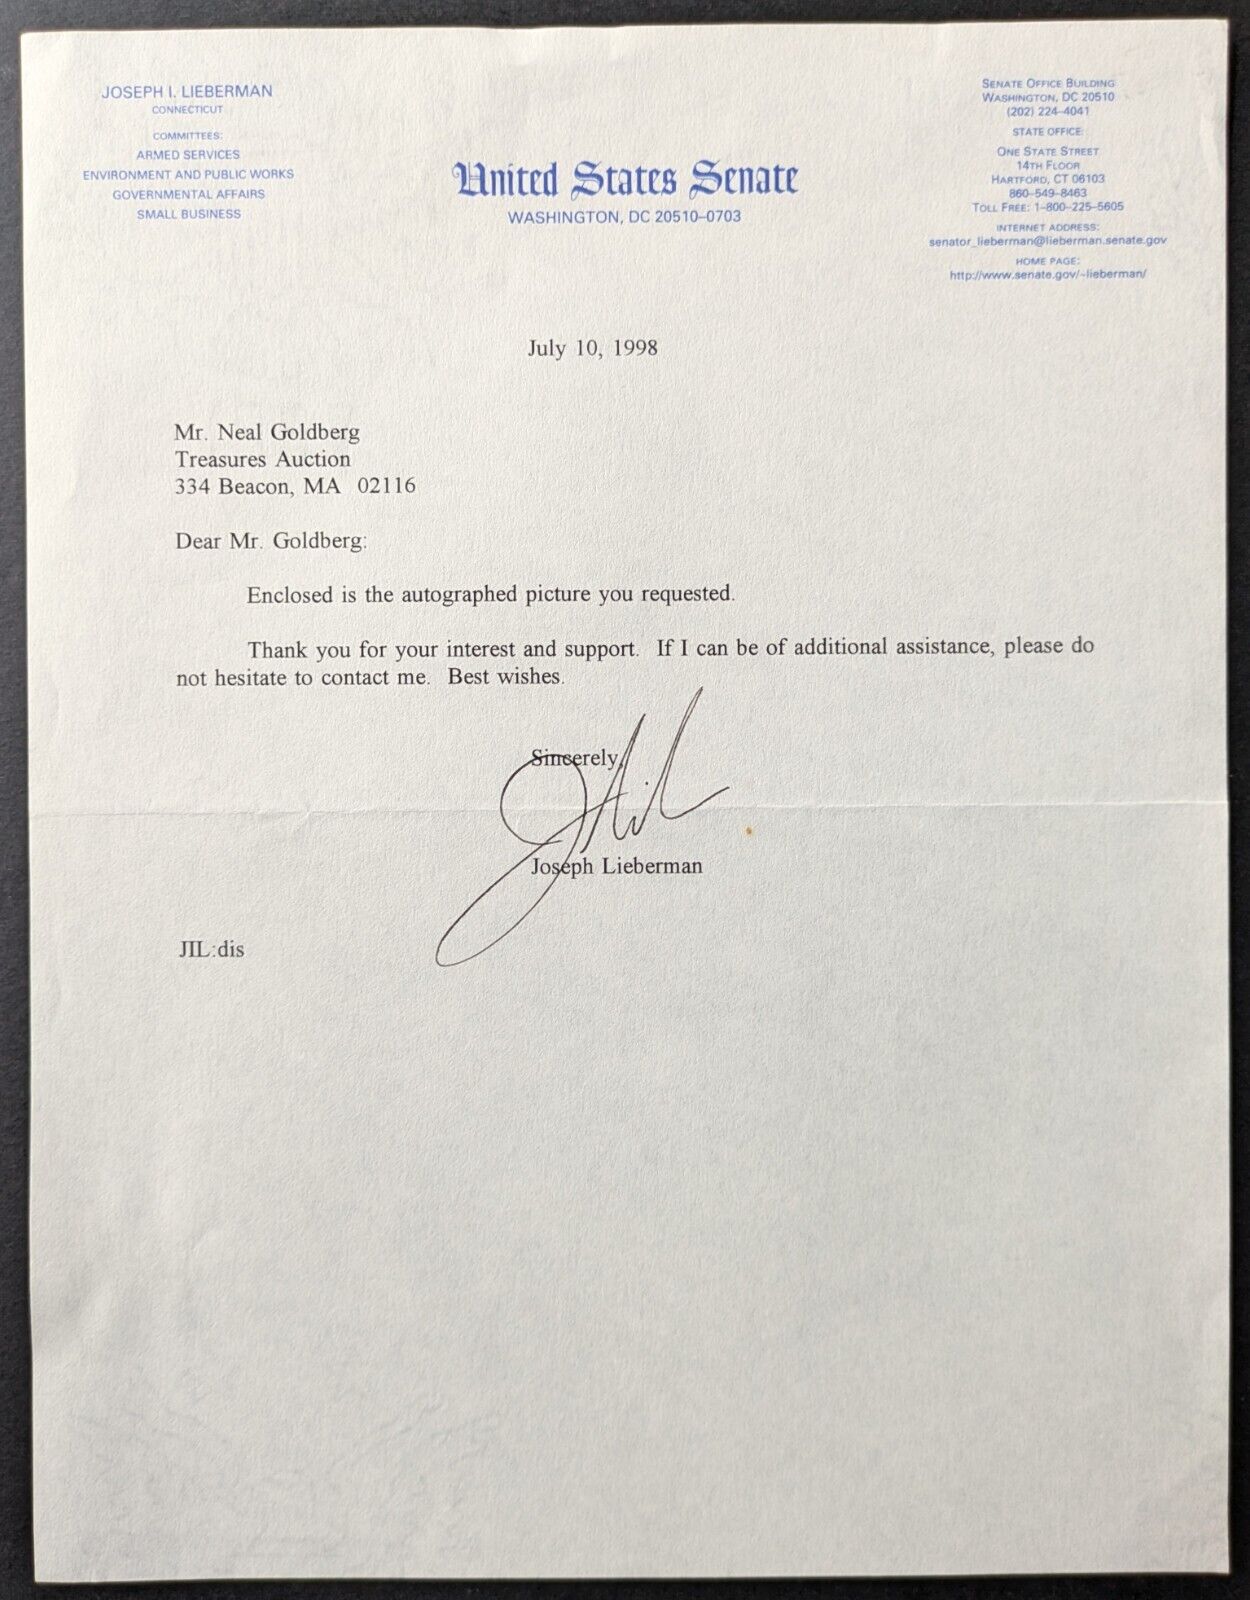 JOSEPH I. LIEBERMAN
CONNECTICUT
COMMITTEES:
ARMED SERVICES
ENVIRONMENT AND PUBLIC WORKS
GOVERNMENTAL AFFAIRS
SMALL BUSINESS
United States Senate
WASHINGTON, DC 20510–0703
SENATE OFFICE BUILDING
WASHINGTON, DC 20510
(202) 224–4041
STATE OFFICE:
ONE STATE STREET
14TH FLOOR
HARTFORD, CT 06103
860–549–8463
TOLL FREE: 1–800–225–5605
INTERNET ADDRESS:
senator_lieberman@lieberman.senate.gov
HOME PAGE:
http://www.senate.gov/~lieberman/
July 10, 1998
Mr. Neal Goldberg
Treasures Auction
334 Beacon, MA 02116
Dear Mr. Goldberg:
Enclosed is the autographed picture you requested.
Thank you for your interest and support. If I can be of additional assistance, please do
not hesitate to contact me. Best wishes.
Sincerely,
Joseph Lieberman
JIL:dis